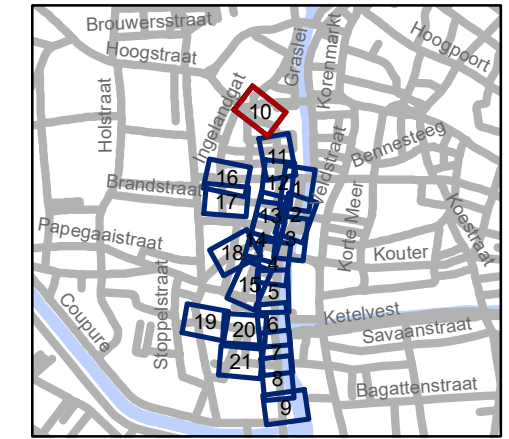 Brouwersstraat
Hoogstraat
Graslei
Korenmarkt
Hoogpoort
Holstraat
Ingelandgat
10
11
Bennesteeg
Veldstraat
16
12
1
Brandstraat
17
13
2
Korte Meer
Koestraat
Papegaaistraat
14
3
18
4
Kouter
15
5
Coupure
Stoppelstraat
19
20
6
Ketelvest
Savaanstraat
21
7
8
Bagattenstraat
9